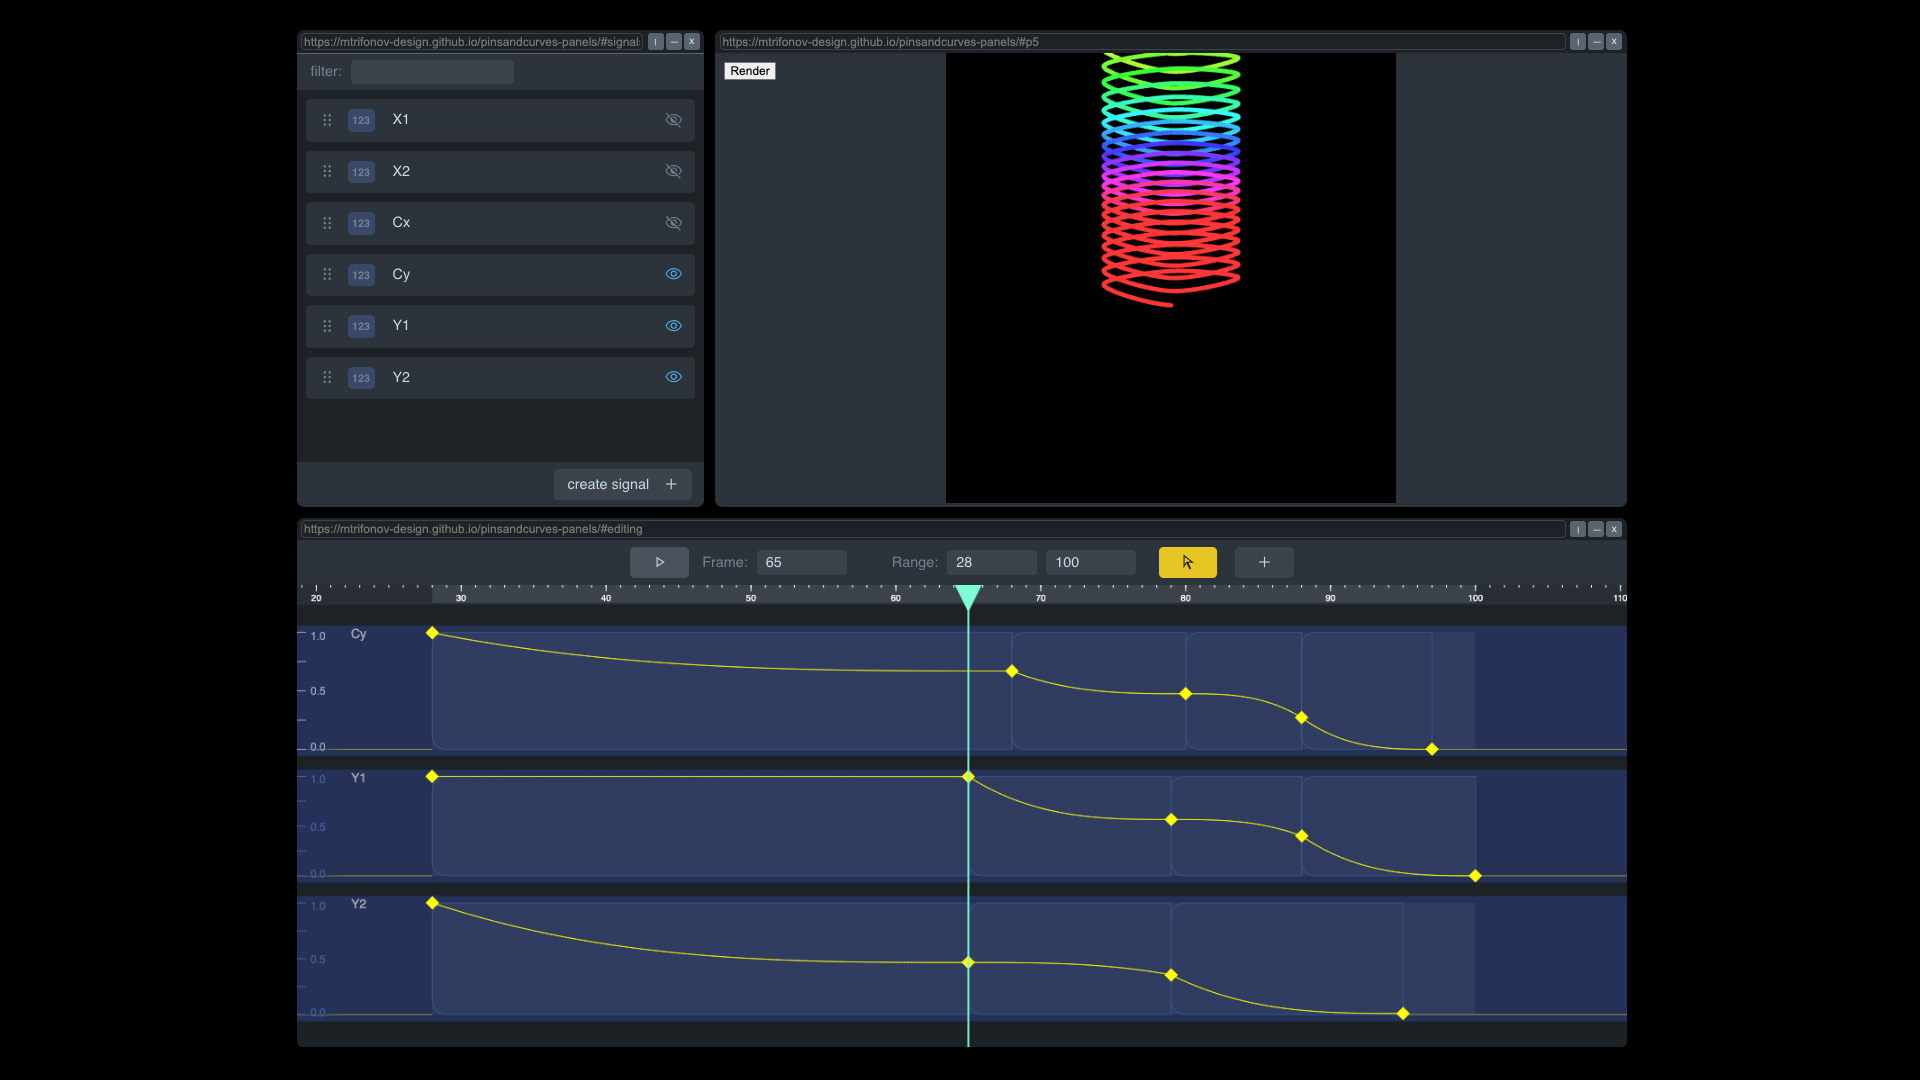 https://mtrifonov-design.github.io/pinsandcurves-panels/#signal
filter:
123 X1
123 X2
123 Cx
123 Cy
123 Y1
123 Y2
create signal +
https://mtrifonov-design.github.io/pinsandcurves-panels/#p5
Render
https://mtrifonov-design.github.io/pinsandcurves-panels/#editing
Frame: 65 Range: 28 100
20 30 40 50 60 70 80 90 100 110
1.0 Cy
0.5
0.0
1.0 Y1
0.5
0.0
1.0 Y2
0.5
0.0